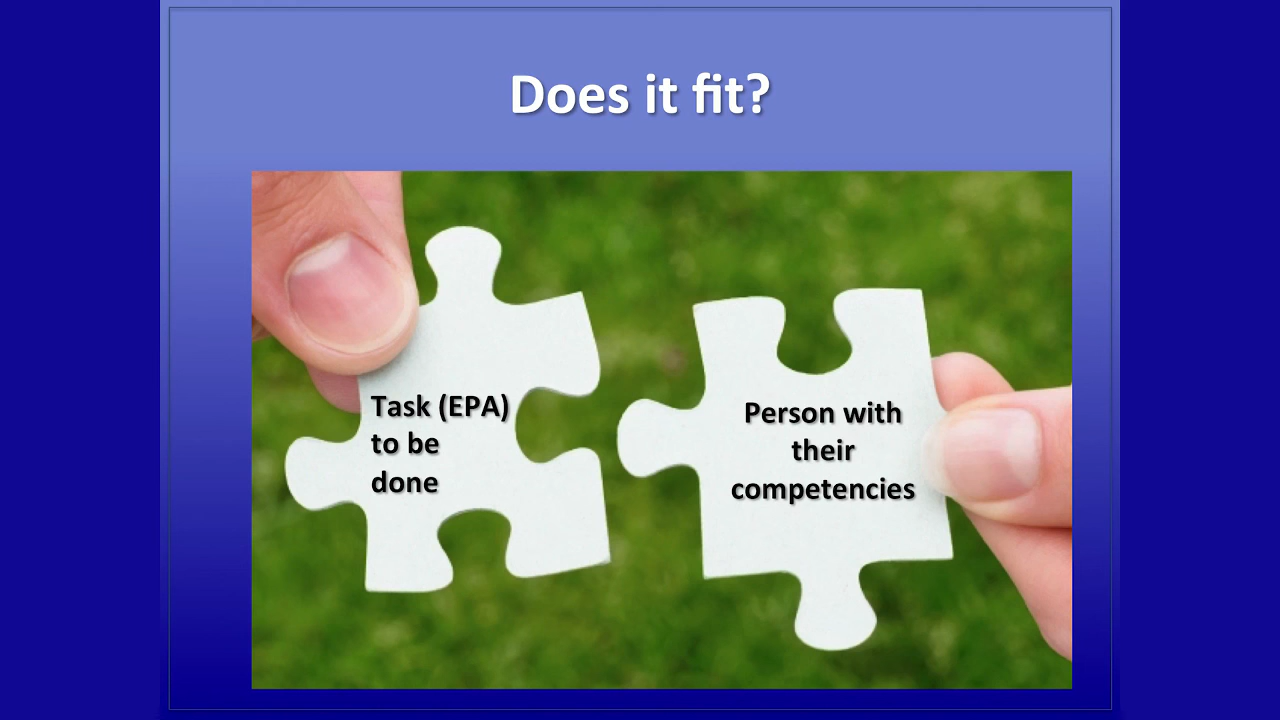 Does it fit?
Task (EPA)
to be
done
Person with
their
competencies